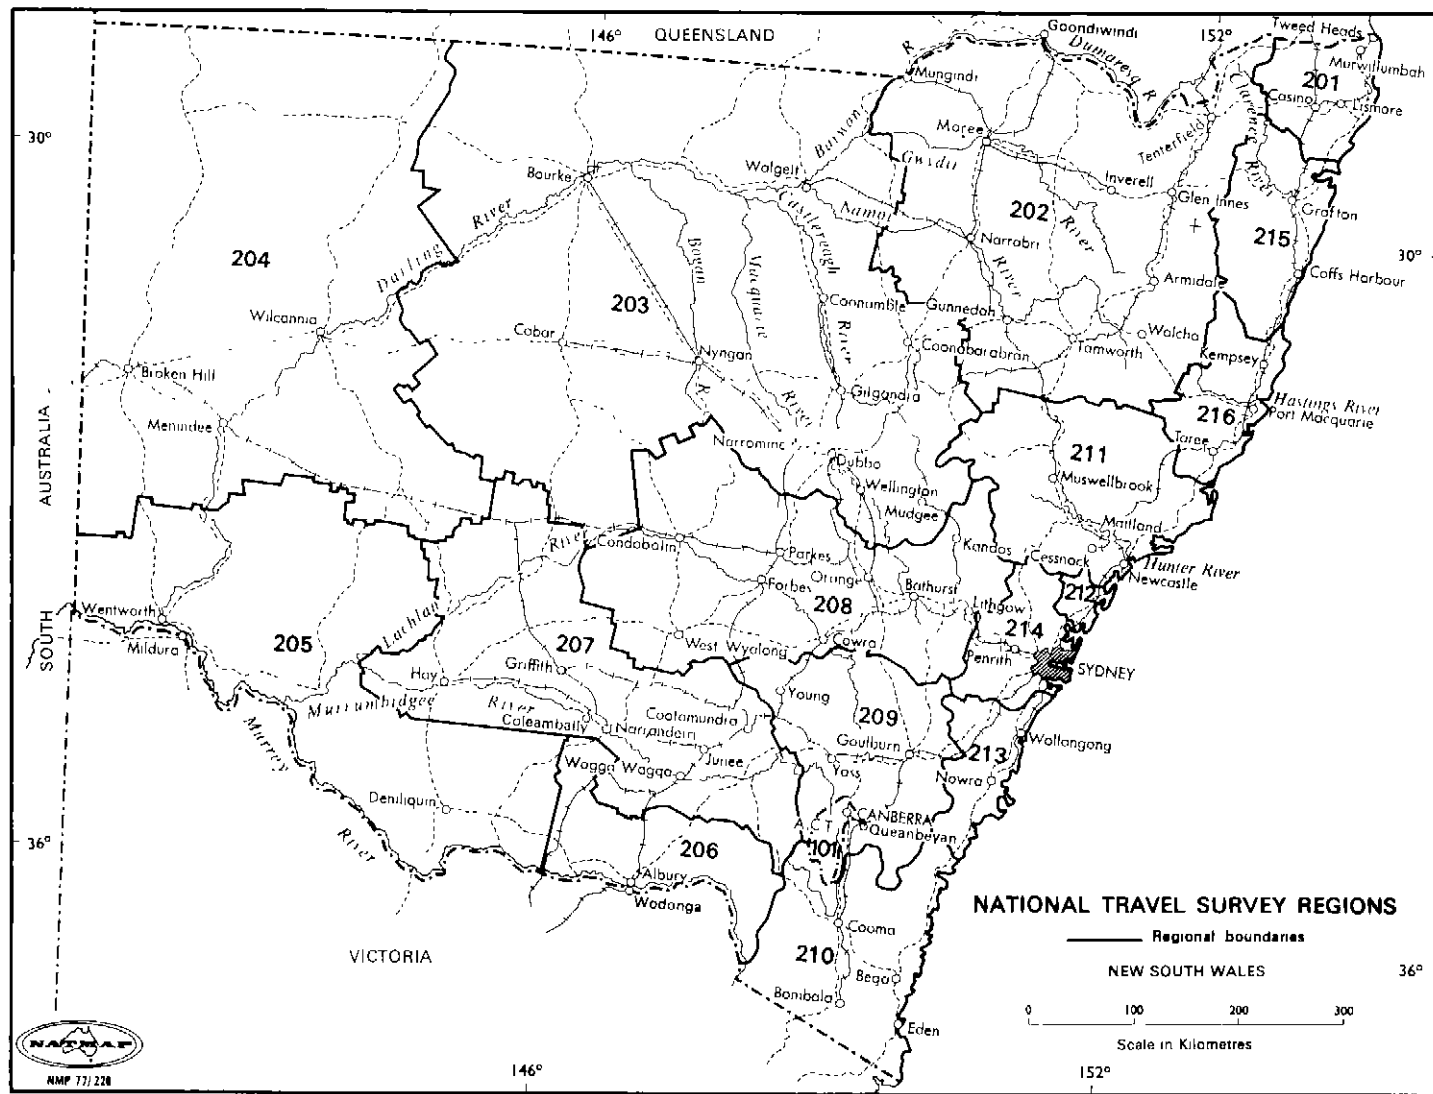 146°
QUEENSLAND
Goondiwindi
152°
Tweed Heads
R
Dumaresq R
Murwillumbah
Mungindi
201
Casino
Lismore
30°
Barwon
Moree
Tenterfield
Clarence River
Gwydir
Walgett
Bourke
Inverell
Glen Innes
Grafton
River
Castlereagh
Namoi
202
River
215
204
Darling
Bogan
Macquarie
Narrabri
30°
203
River
Armidale
Coffs Harbour
Wilcannia
Coonamble
Gunnedah
Cobar
River
Coonabarabran
Tamworth
Walcha
Nyngan
Kempsey
Broken Hill
R
Gilgandra
Hastings River
Port Macquarie
216
Menindee
River
Narromine
Taree
AUSTRALIA
Dubbo
211
Wellington
Muswellbrook
Mudgee
Maitland
River
Condobolin
Kandos
Cessnock
Parkes
Hunter River
Newcastle
Orange
Forbes
Bathurst
212
Wentworth
208
Lithgow
Lachlan
214
SOUTH
205
West Wyalong
Cowra
Penrith
Mildura
207
Griffith
SYDNEY
Hay
Young
Murrumbidgee
River
Cootamundra
209
Coleambally
Narrandera
Wollongong
Murray
Goulburn
213
Junee
Yass
Wagga Wagga
Nowra
Deniliquin
CANBERRA
A.C.T.
Queanbeyan
River
36°
206
101
Albury
Wodonga
NATIONAL TRAVEL SURVEY REGIONS
Cooma
Regional boundaries
VICTORIA
210
NEW SOUTH WALES
36°
Bega
Bombala
0 100 200 300
Eden
Scale in Kilometres
NATMAP
NMP 77/228
146°
152°